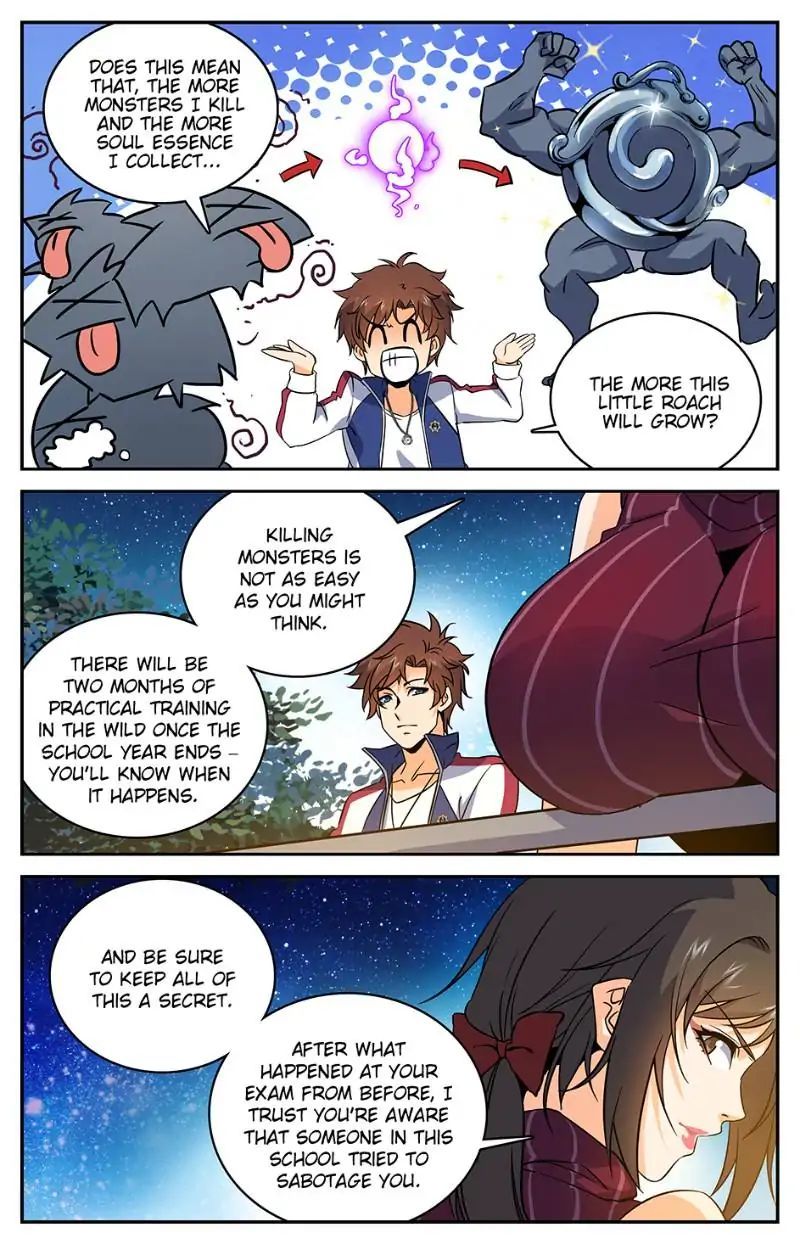 DOES THIS MEAN
THAT, THE MORE
MONSTERS I KILL
AND THE MORE
SOUL ESSENCE
I COLLECT...
THE MORE THIS
LITTLE ROACH
WILL GROW?
KILLING
MONSTERS IS
NOT AS EASY
AS YOU MIGHT
THINK.
THERE WILL BE
TWO MONTHS OF
PRACTICAL TRAINING
IN THE WILD ONCE THE
SCHOOL YEAR ENDS –
YOU'LL KNOW WHEN
IT HAPPENS.
AND BE SURE
TO KEEP ALL OF
THIS A SECRET.
AFTER WHAT
HAPPENED AT YOUR
EXAM FROM BEFORE, I
TRUST YOU'RE AWARE
THAT SOMEONE IN THIS
SCHOOL TRIED TO
SABOTAGE YOU.